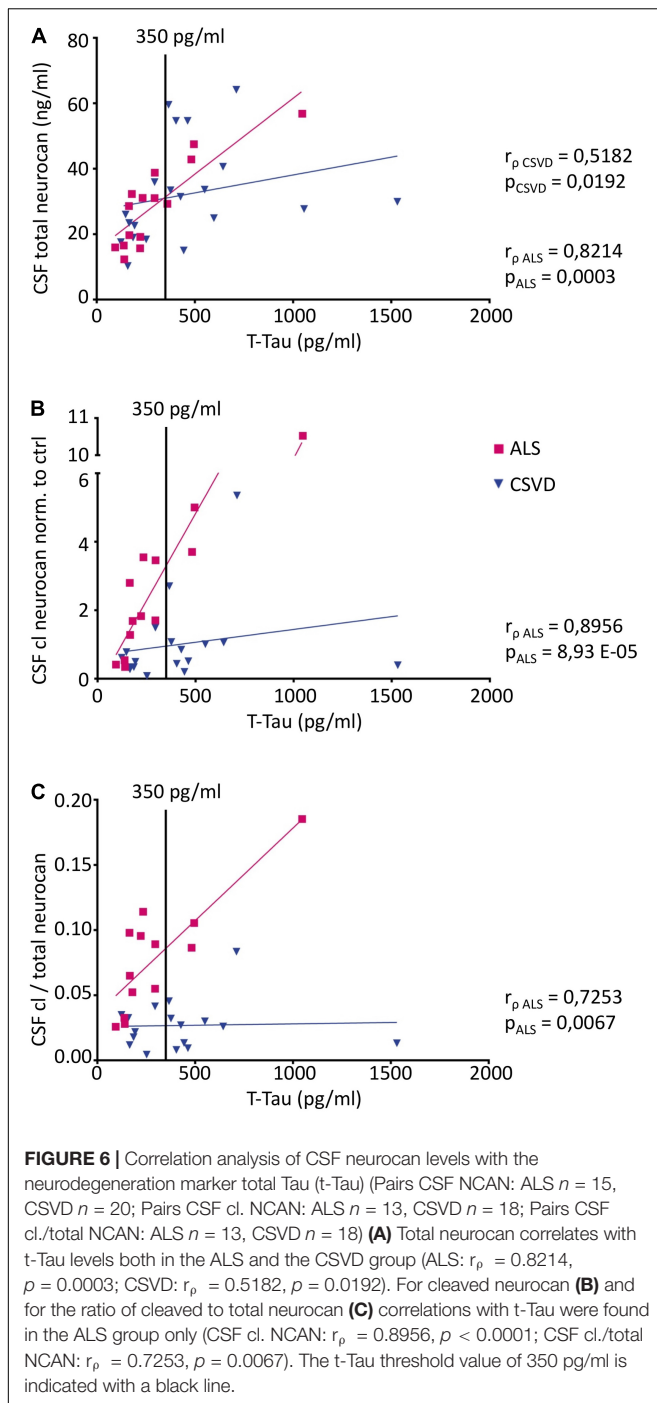 A
350 pg/ml
CSF total neurocan (ng/ml)
80
60
40
20
0
0 500 1000 1500 2000
T-Tau (pg/ml)
rρ CSVD = 0,5182
pCSVD = 0,0192
rρ ALS = 0,8214
pALS = 0,0003
B
350 pg/ml
CSF cl neurocan norm. to ctrl
11
10
6
4
2
0
0 500 1000 1500 2000
T-Tau (pg/ml)
ALS
CSVD
rρ ALS = 0,8956
pALS = 8,93 E-05
C
350 pg/ml
CSF cl / total neurocan
0.20
0.15
0.10
0.05
0.00
0 500 1000 1500 2000
T-Tau (pg/ml)
rρ ALS = 0,7253
pALS = 0,0067
FIGURE 6 | Correlation analysis of CSF neurocan levels with the
neurodegeneration marker total Tau (t-Tau) (Pairs CSF NCAN: ALS n = 15,
CSVD n = 20; Pairs CSF cl. NCAN: ALS n = 13, CSVD n = 18; Pairs CSF
cl./total NCAN: ALS n = 13, CSVD n = 18) (A) Total neurocan correlates with
t-Tau levels both in the ALS and the CSVD group (ALS: rρ = 0.8214,
p = 0.0003; CSVD: rρ = 0.5182, p = 0.0192). For cleaved neurocan (B) and
for the ratio of cleaved to total neurocan (C) correlations with t-Tau were found
in the ALS group only (CSF cl. NCAN: rρ = 0.8956, p < 0.0001; CSF cl./total
NCAN: rρ = 0.7253, p = 0.0067). The t-Tau threshold value of 350 pg/ml is
indicated with a black line.